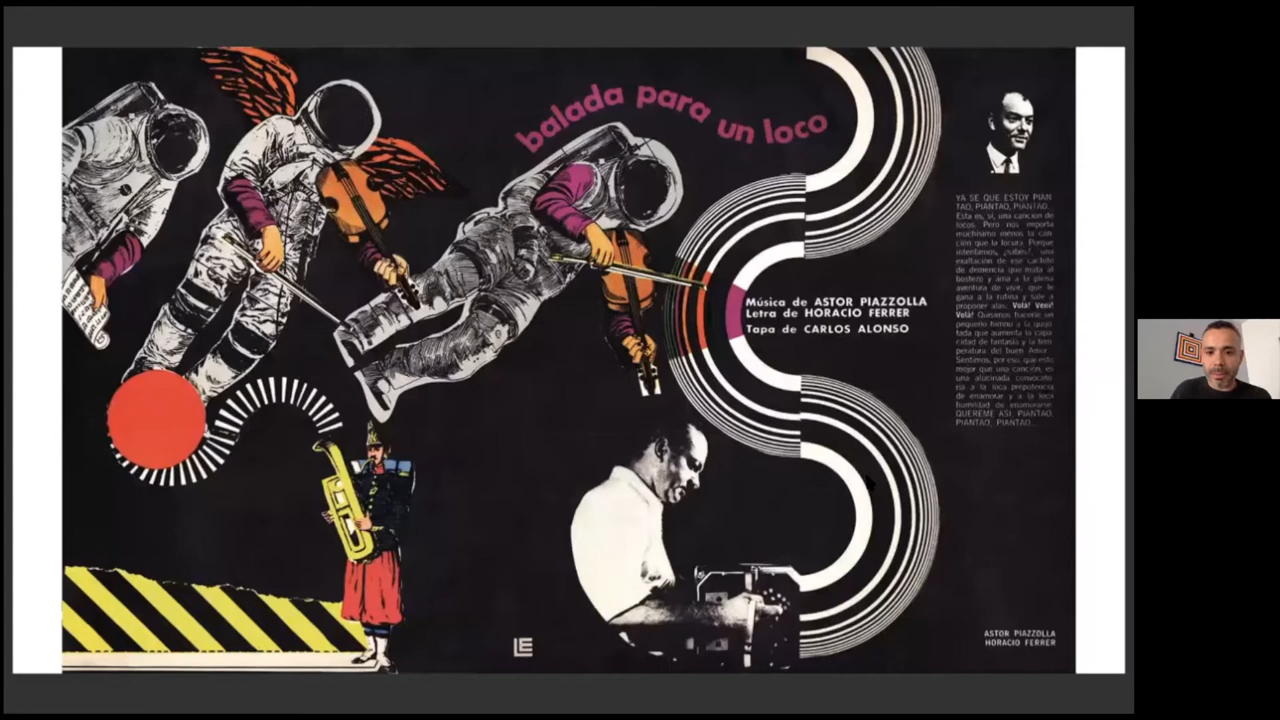 balada para un loco
Música de ASTOR PIAZZOLLA
Letra de HORACIO FERRER
Tapa de CARLOS ALONSO
YA SE QUE ESTOY PIAN
TAO, PIANTAO, PIANTAO...
Esta es, sí, una canción de
locos. Pero nos importa
muchísimo menos la can-
ción que la locura. Porque
intentamos, ¿sabés?, una
exaltación de ese cachito
de demencia que mata al
bostezo y ama a la plena
aventura de vivir, que le
gana a la rutina y sale a
proponer alas. Volá! Vení!
Volá! Quisimos hacerle un
pequeño himno a la quijo-
tada que aumenta la capa
cidad de fantasía y la tem
peratura del buen Amor.
Sentimos, por eso, que esto
mejor que una canción, es
una alucinada convocato
ria a la loca prepotencia
de enamorar y a la loca
humildad de enamorarse.
QUEREME ASI, PIANTAO,
PIANTAO, PIANTAO...
LE
ASTOR PIAZZOLLA
HORACIO FERRER